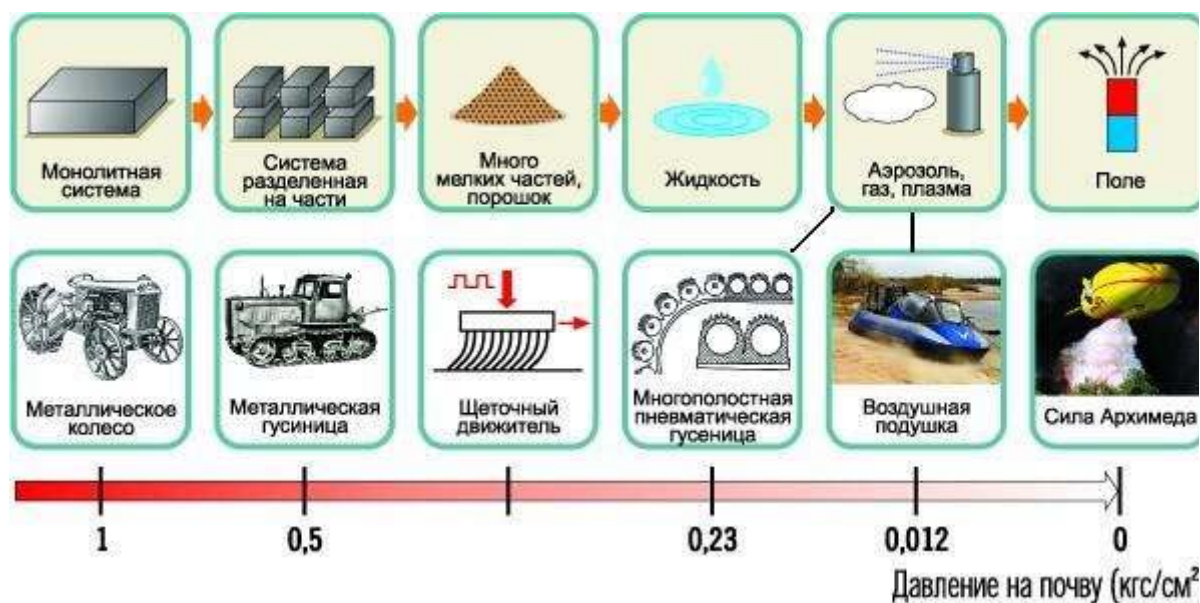 Монолитная
система
Система
разделенная
на части
Много
мелких частей,
порошок
Жидкость
Аэрозоль,
газ, плазма
Поле
Металлическое
колесо
Металлическая
гусиница
Щеточный
движитель
Многополостная
пневматическая
гусеница
Воздушная
подушка
Сила Архимеда
1
0,5
0,23
0,012
0
Давление на почву (кгс/см²